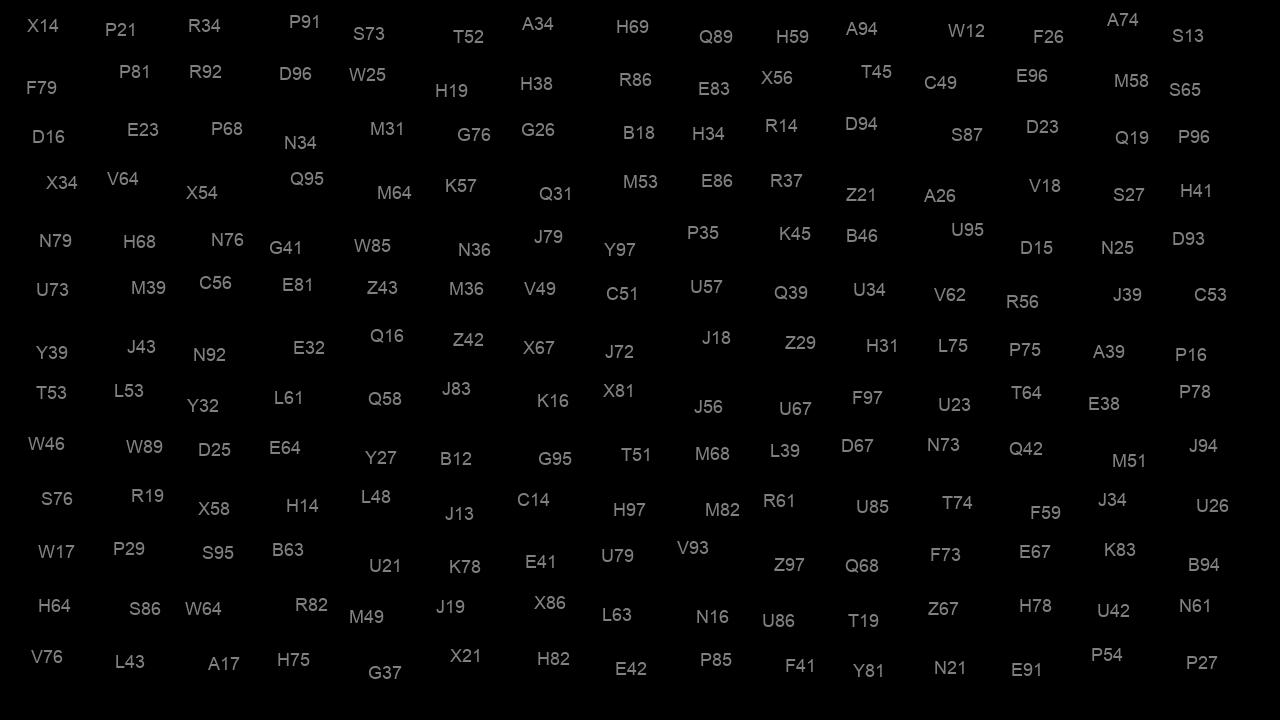 X14 P21 R34 P91 S73 T52 A34 H69 Q89 H59 A94 W12 F26 A74 S13
F79 P81 R92 D96 W25 H19 H38 R86 E83 X56 T45 C49 E96 M58 S65
D16 E23 P68 N34 M31 G76 G26 B18 H34 R14 D94 S87 D23 Q19 P96
X34 V64 X54 Q95 M64 K57 Q31 M53 E86 R37 Z21 A26 V18 S27 H41
N79 H68 N76 G41 W85 N36 J79 Y97 P35 K45 B46 U95 D15 N25 D93
U73 M39 C56 E81 Z43 M36 V49 C51 U57 Q39 U34 V62 R56 J39 C53
Y39 J43 N92 E32 Q16 Z42 X67 J72 J18 Z29 H31 L75 P75 A39 P16
T53 L53 Y32 L61 Q58 J83 K16 X81 J56 U67 F97 U23 T64 E38 P78
W46 W89 D25 E64 Y27 B12 G95 T51 M68 L39 D67 N73 Q42 M51 J94
S76 R19 X58 H14 L48 J13 C14 H97 M82 R61 U85 T74 F59 J34 U26
W17 P29 S95 B63 U21 K78 E41 U79 V93 Z97 Q68 F73 E67 K83 B94
H64 S86 W64 R82 M49 J19 X86 L63 N16 U86 T19 Z67 H78 U42 N61
V76 L43 A17 H75 G37 X21 H82 E42 P85 F41 Y81 N21 E91 P54 P27